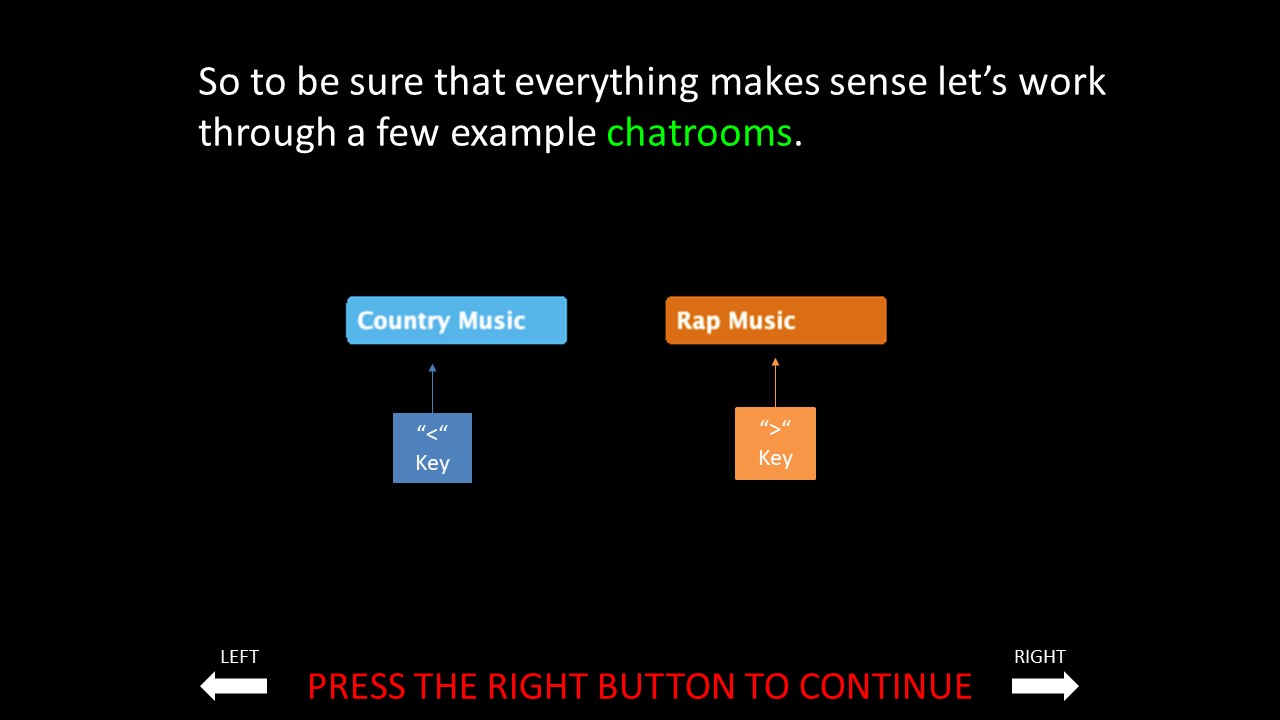 So to be sure that everything makes sense let’s work
through a few example chatrooms.
Country Music
Rap Music
“<“
Key
“>“
Key
LEFT
RIGHT
PRESS THE RIGHT BUTTON TO CONTINUE